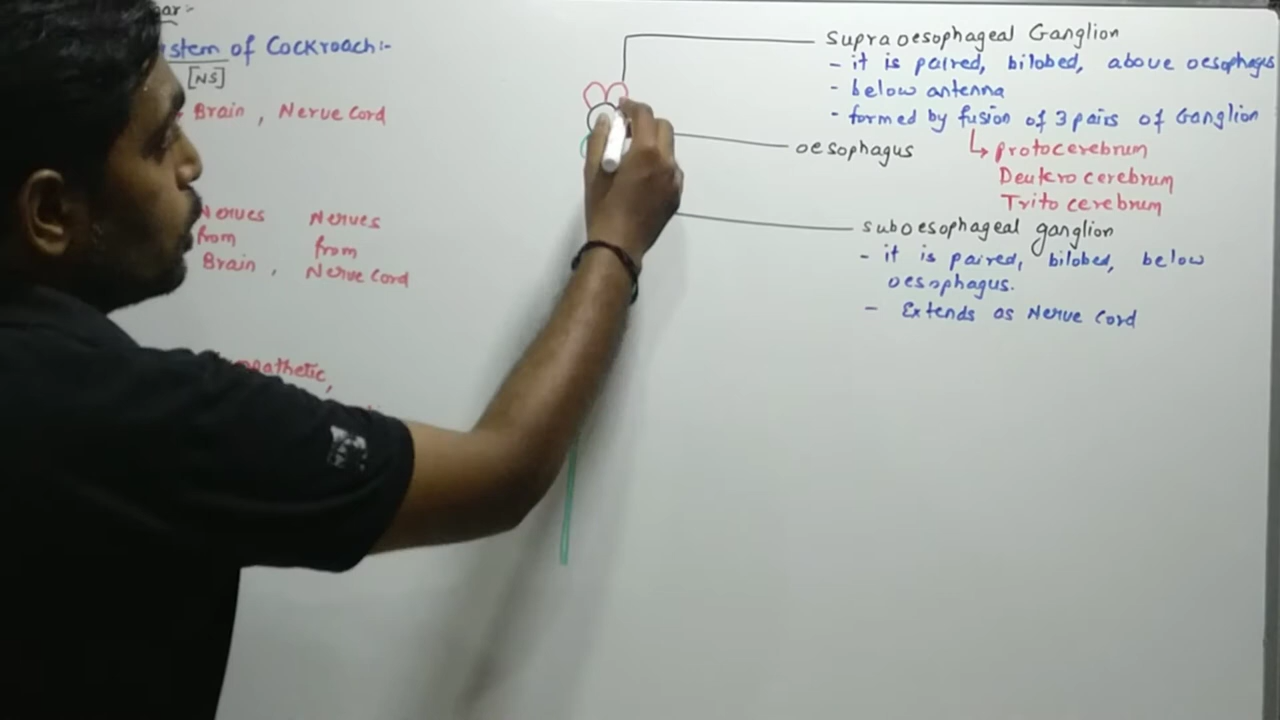 istem of Cockroach:-
[NS]
Brain , Nerve Cord
Nerves Nerves
from from
Brain , Nerve Cord
pathetic,
Supraoesophageal Ganglion
- it is paired, bilobed, above oesophagus
- below antenna
- formed by fusion of 3 pairs of Ganglion
↳ protocerebrum
Deutrocerebrum
Tritocerebrum
oesophagus
suboesophageal ganglion
- it is paired, bilobed, below
oesophagus.
- Extends as Nerve Cord